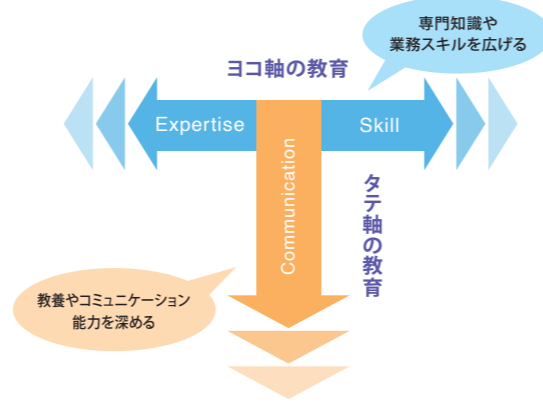 専門知識や
業務スキルを広げる
ヨコ軸の教育
Expertise
Skill
Communication
タテ軸の教育
教養やコミュニケーション
能力を深める